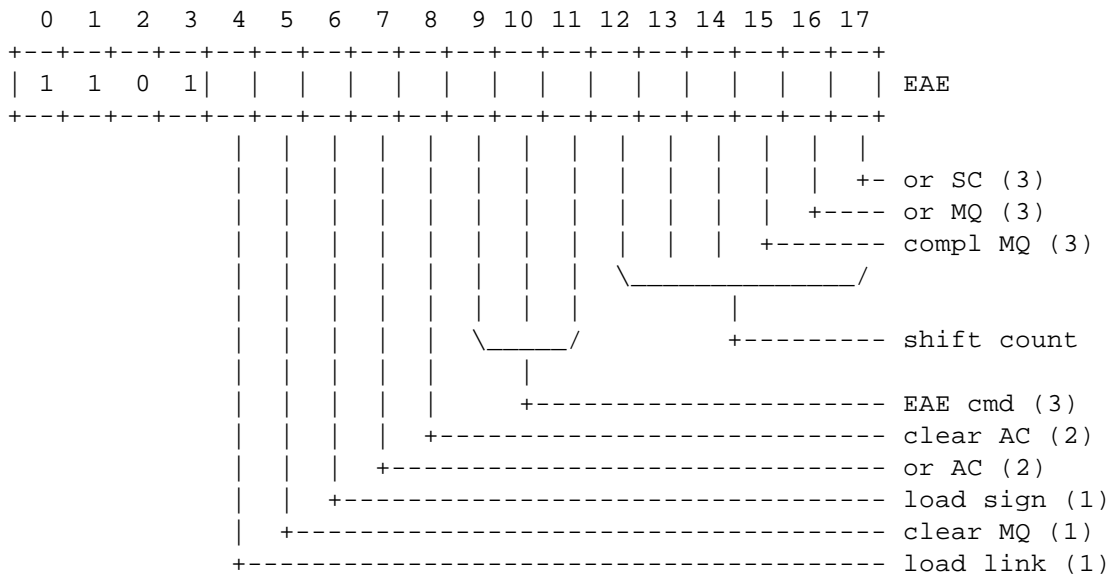 0 1 2 3 4 5 6 7 8 9 10 11 12 13 14 15 16 17
1 1 0 1 EAE
or SC (3)
or MQ (3)
compl MQ (3)
shift count
EAE cmd (3)
clear AC (2)
or AC (2)
load sign (1)
clear MQ (1)
load link (1)